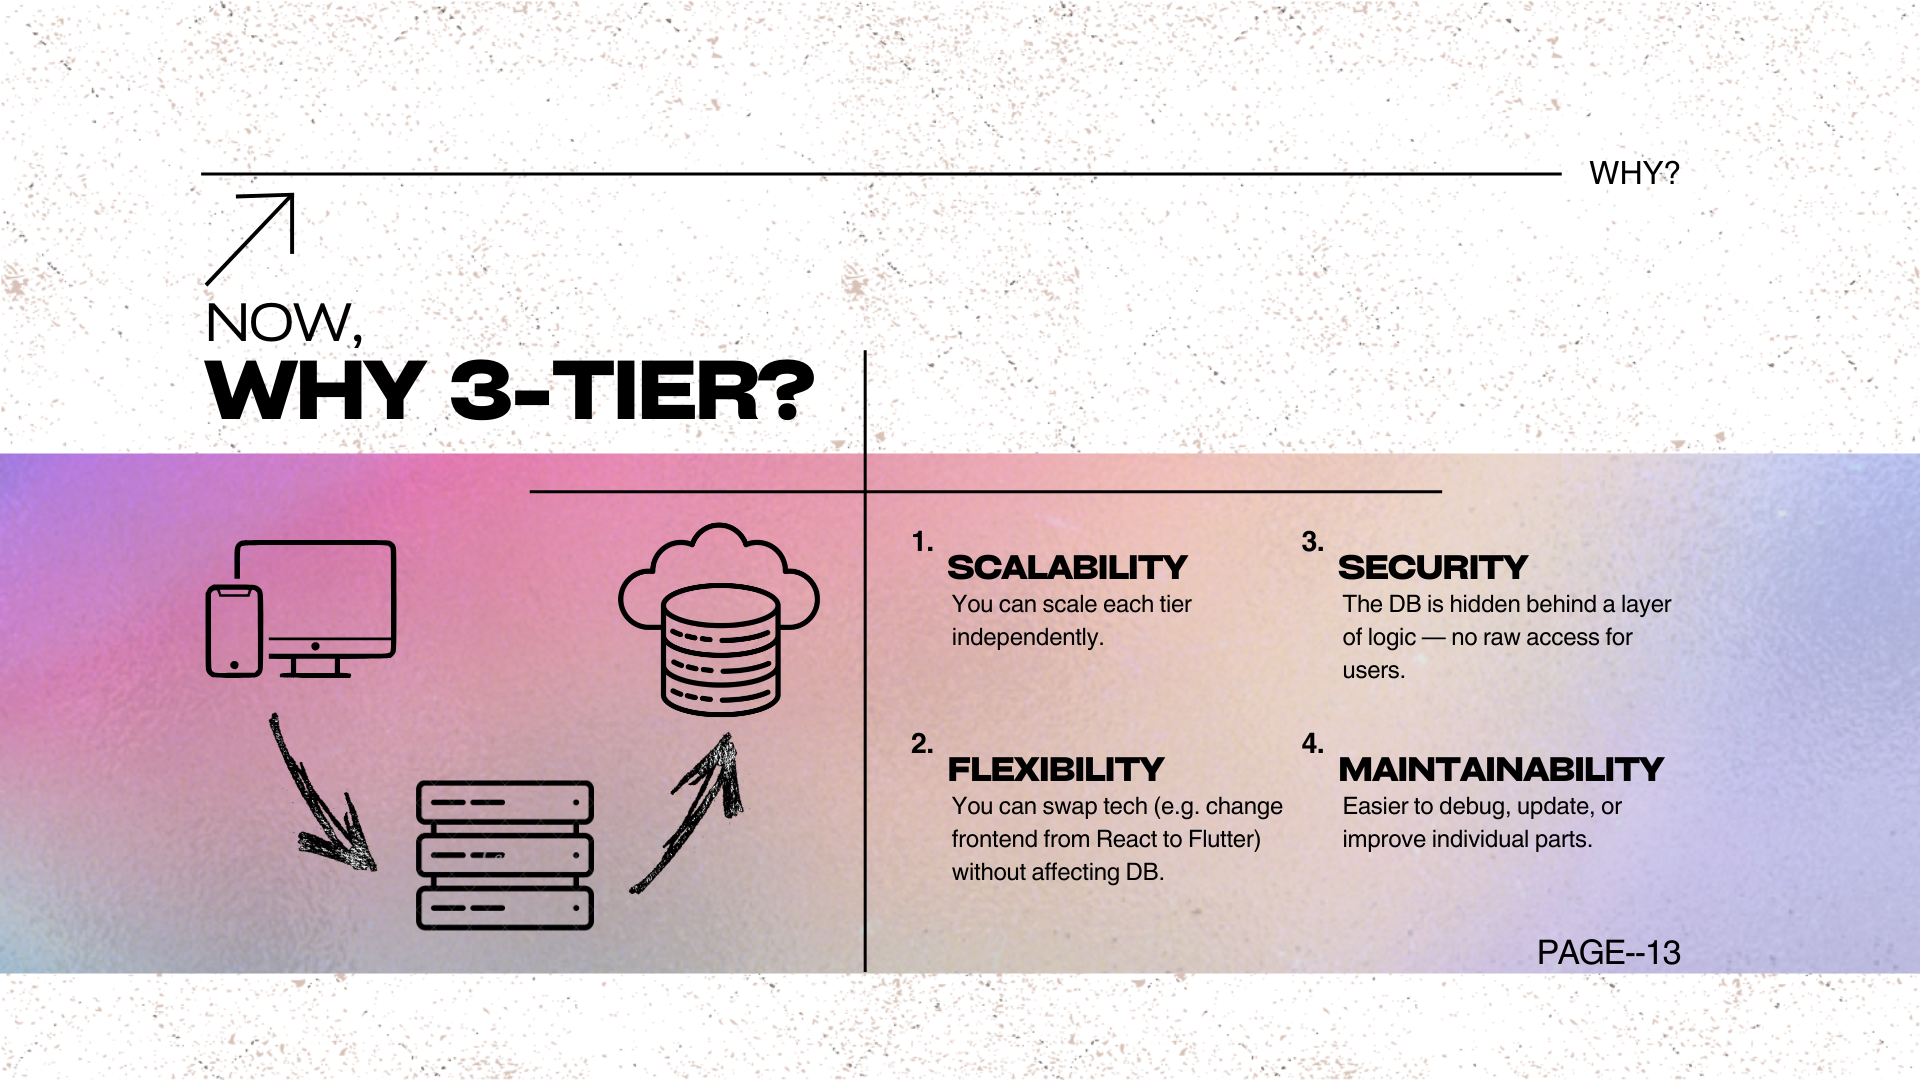 WHY?
NOW,
WHY 3-TIER?
1.
SCALABILITY
You can scale each tier
independently.
2.
FLEXIBILITY
You can swap tech (e.g. change
frontend from React to Flutter)
without affecting DB.
3.
SECURITY
The DB is hidden behind a layer
of logic — no raw access for
users.
4.
MAINTAINABILITY
Easier to debug, update, or
improve individual parts.
PAGE--13